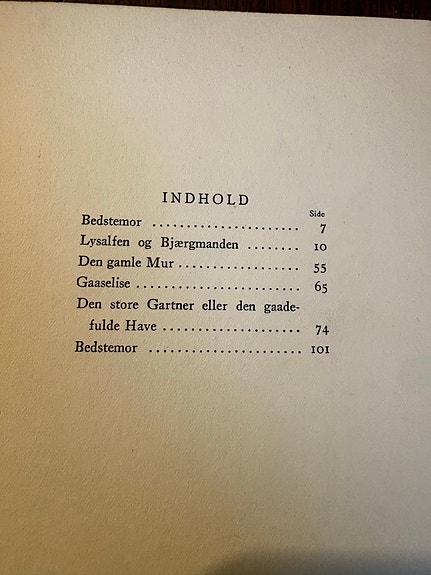 INDHOLD
Side
Bedstemor ...................... 7
Lysalfen og Bjærgmanden ........ 10
Den gamle Mur .................. 55
Gaaselise ........................ 65
Den store Gartner eller den gaade-
fulde Have .................... 74
Bedstemor ...................... 101